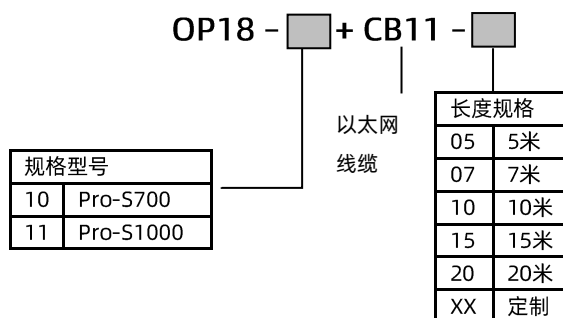 OP18 - + CB11 -
以太网
线缆
规格型号
10 Pro-S700
11 Pro-S1000
长度规格
05 5米
07 7米
10 10米
15 15米
20 20米
XX 定制